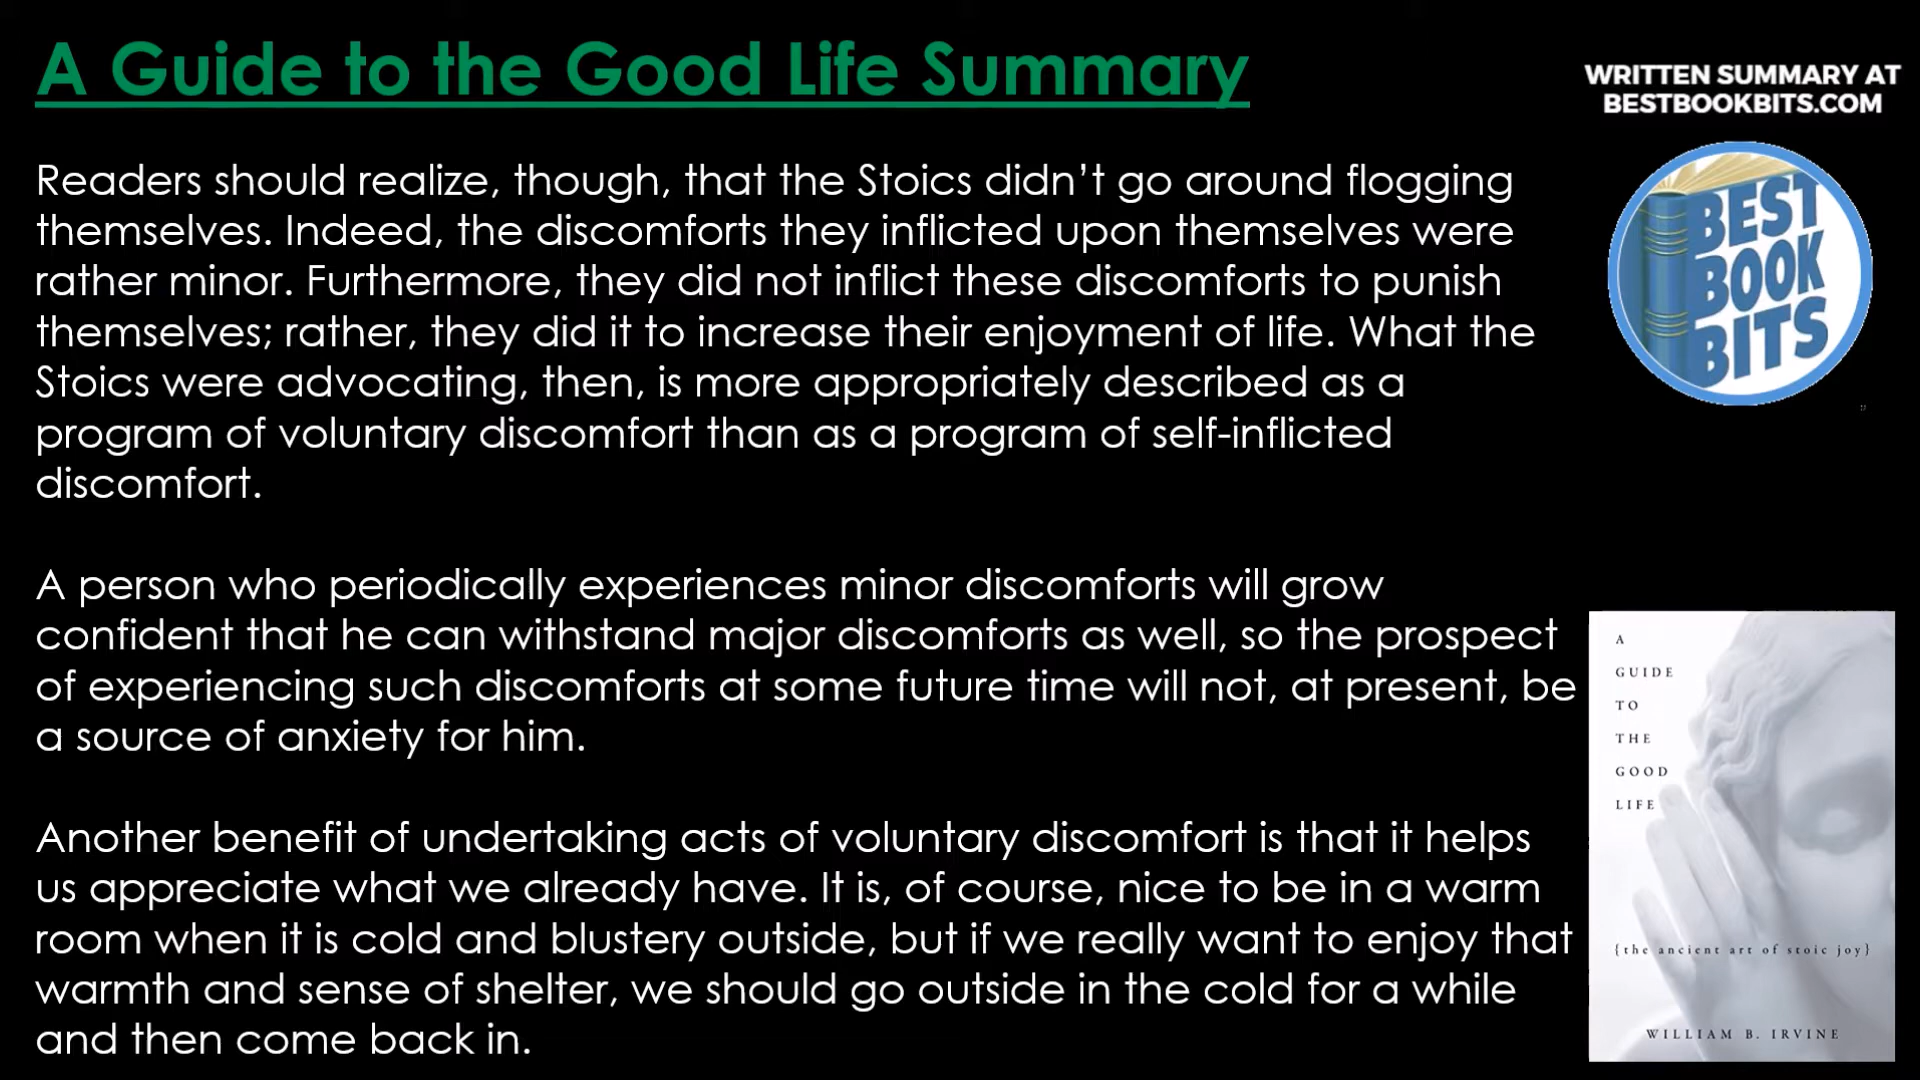 A Guide to the Good Life Summary
WRITTEN SUMMARY AT
BESTBOOKBITS.COM
BEST
BOOK
BITS
Readers should realize, though, that the Stoics didn’t go around flogging
themselves. Indeed, the discomforts they inflicted upon themselves were
rather minor. Furthermore, they did not inflict these discomforts to punish
themselves; rather, they did it to increase their enjoyment of life. What the
Stoics were advocating, then, is more appropriately described as a
program of voluntary discomfort than as a program of self-inflicted
discomfort.
A person who periodically experiences minor discomforts will grow
confident that he can withstand major discomforts as well, so the prospect
of experiencing such discomforts at some future time will not, at present, be
a source of anxiety for him.
Another benefit of undertaking acts of voluntary discomfort is that it helps
us appreciate what we already have. It is, of course, nice to be in a warm
room when it is cold and blustery outside, but if we really want to enjoy that
warmth and sense of shelter, we should go outside in the cold for a while
and then come back in.
A
GUIDE
TO
THE
GOOD
LIFE
{the ancient art of stoic joy}
WILLIAM B. IRVINE